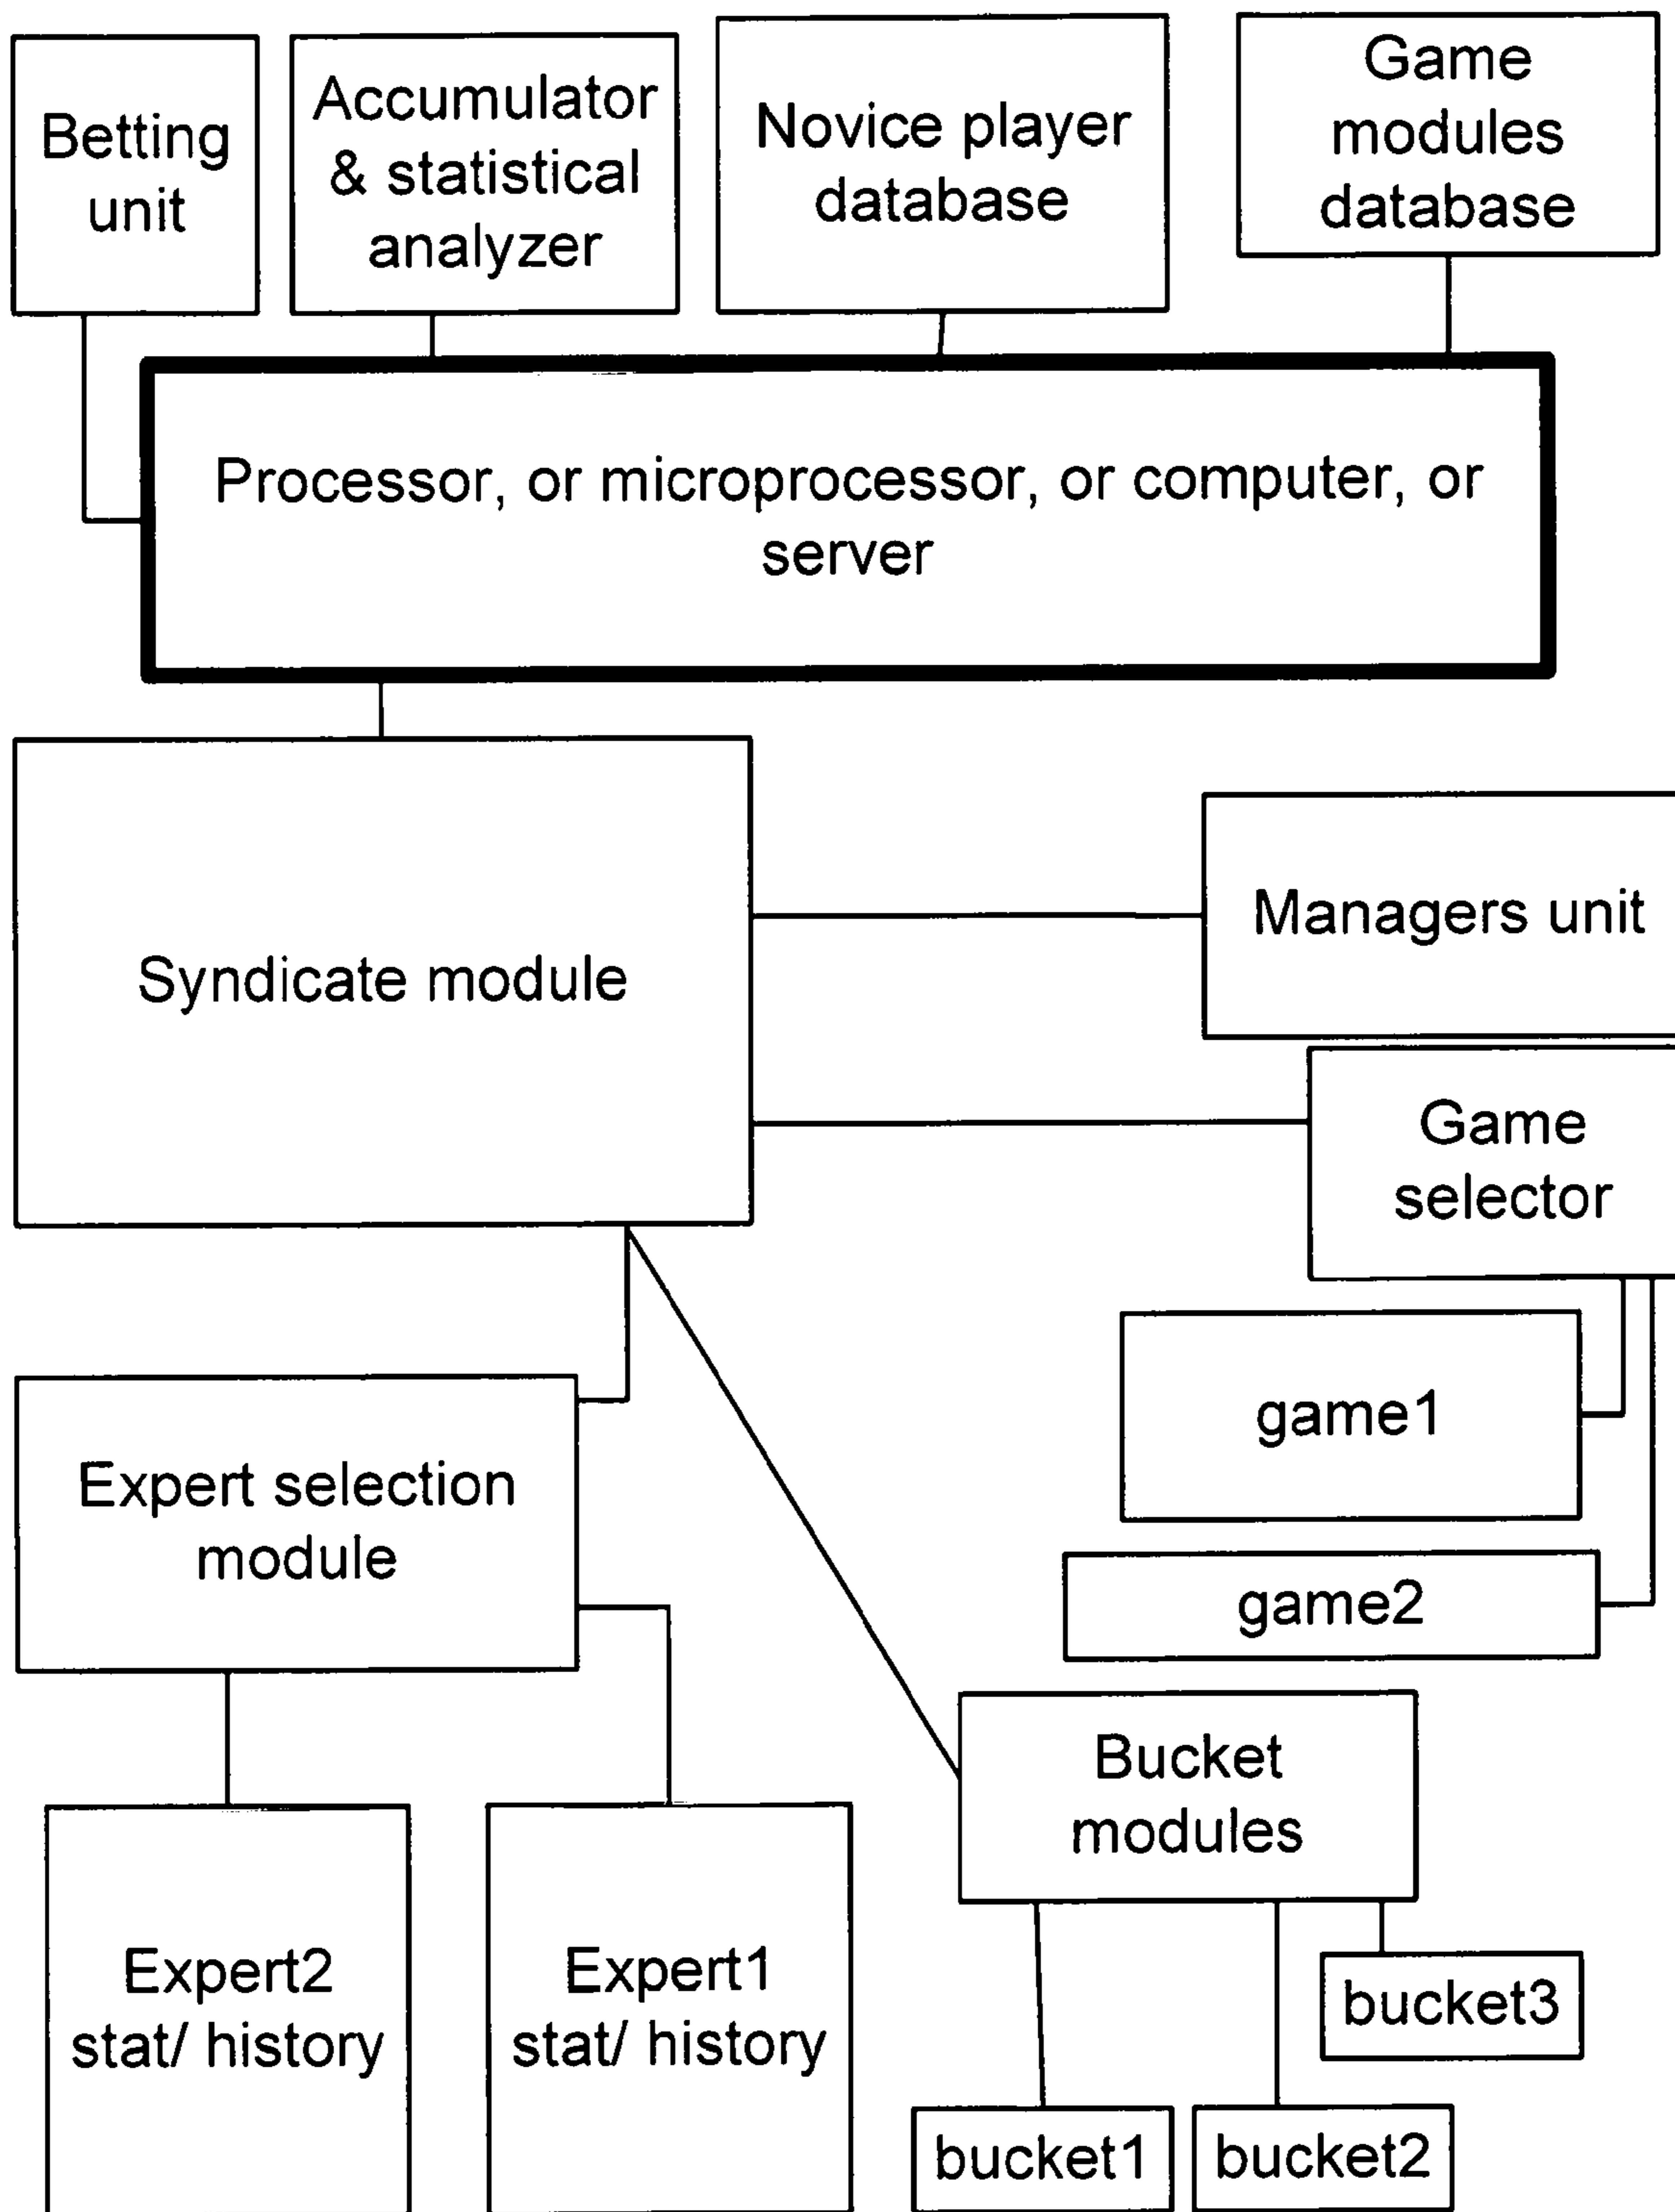 Betting
unit
Accumulator
& statistical
analyzer
Novice player
database
Game
modules
database
Processor, or microprocessor, or computer, or
server
Syndicate module
Managers unit
Game
selector
game1
game2
Expert selection
module
Bucket
modules
Expert2
stat/ history
Expert1
stat/ history
bucket3
bucket1
bucket2